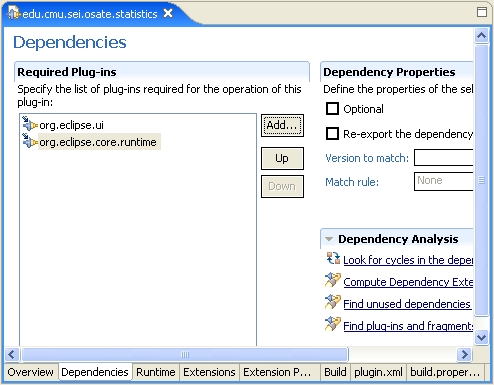 edu.cmu.sei.osate.statistics
Dependencies
Required Plug-ins
Specify the list of plug-ins required for the operation of this
plug-in:
org.eclipse.ui
org.eclipse.core.runtime
Add...
Up
Down
Dependency Properties
Define the properties of the sel
Optional
Re-export the dependency
Version to match:
Match rule:
None
Dependency Analysis
Look for cycles in the depen
Compute Dependency Exte
Find unused dependencies
Find plug-ins and fragments
Overview
Dependencies
Runtime
Extensions
Extension P...
Build
plugin.xml
build.proper...